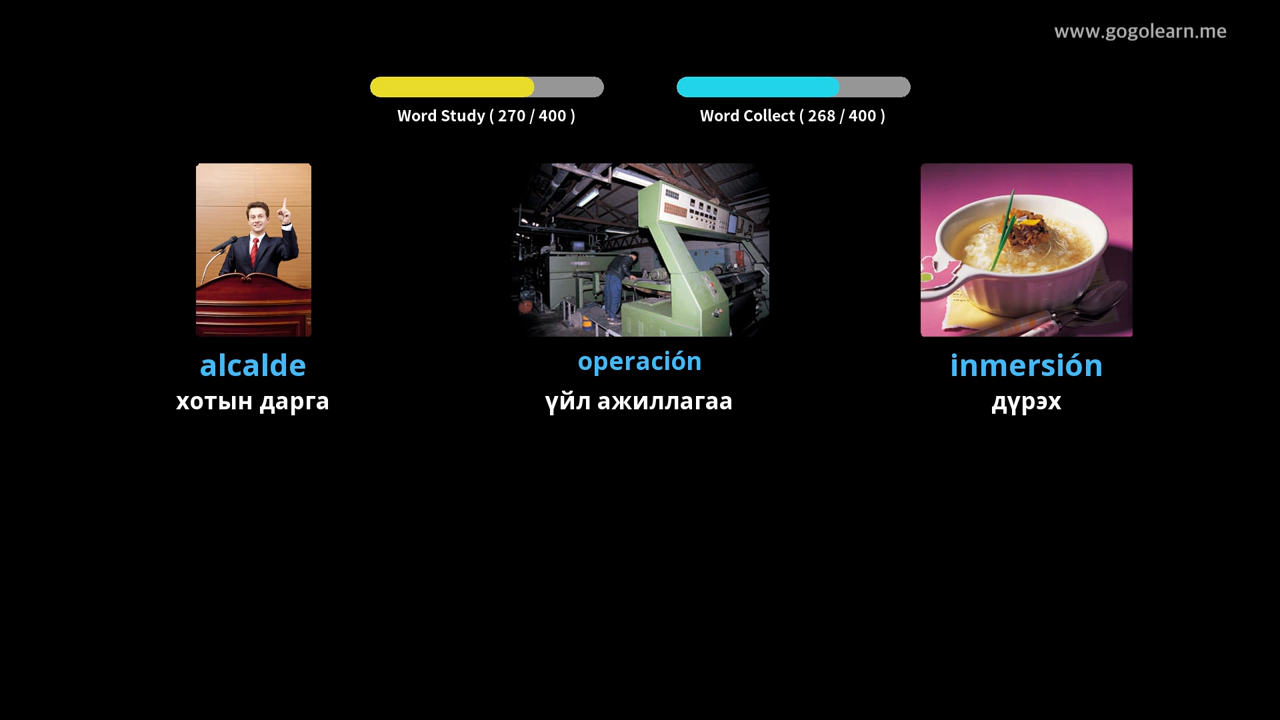 www.gogolearn.me
Word Study ( 270 / 400 )
Word Collect ( 268 / 400 )
alcalde
operación
inmersión
хотын дарга
үйл ажиллагаа
дүрэх